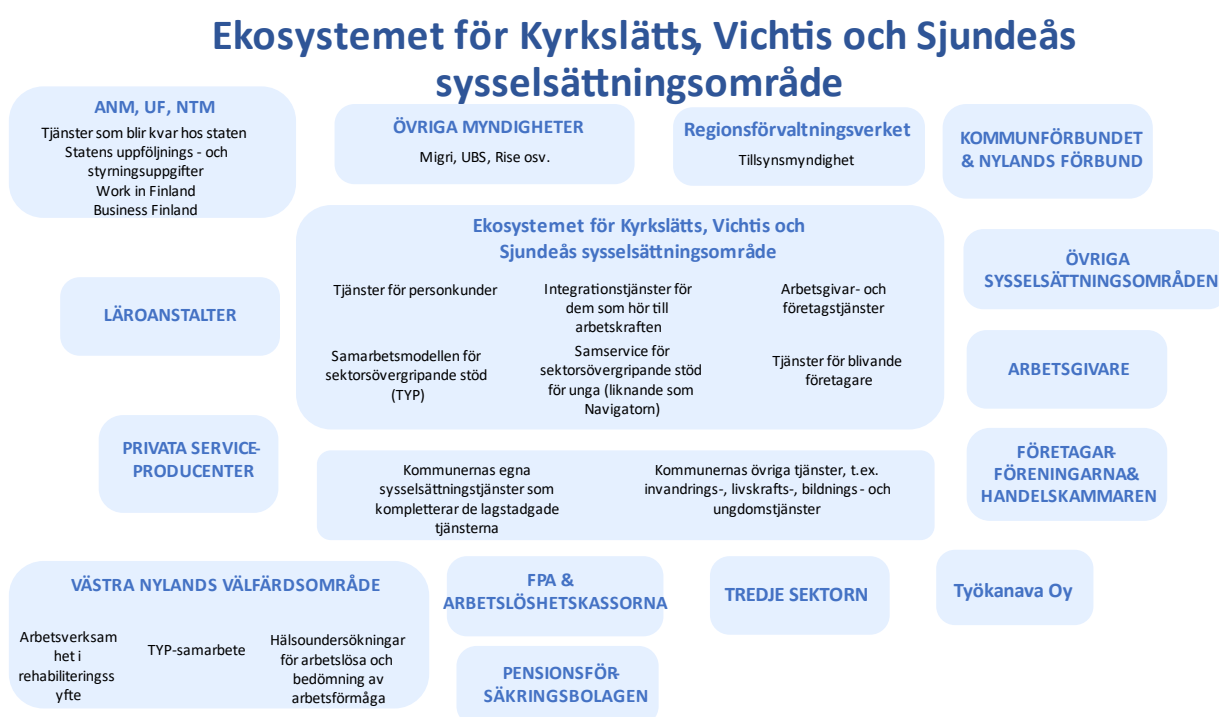 Ekosystemet för Kyrkslätts, Vichtis och Sjundeås
sysselsättningsområde
ANM, UF, NTM
Tjänster som blir kvar hos staten
Statens uppföljnings - och
styrningsuppgifter
Work in Finland
Business Finland
ÖVRIGA MYNDIGHETER
Migri, UBS, Rise osv.
Regionsförvaltningsverket
Tillsynsmyndighet
KOMMUNFÖRBUNDET
& NYLANDS FÖRBUND
Ekosystemet för Kyrkslätts, Vichtis och
Sjundeås sysselsättningsområde
Tjänster för personkunder
Integrationstjänster för
dem som hör till
arbetskraften
Arbetsgivar- och
företagstjänster
Samarbetsmodellen för
sektorsövergripande stöd
(TYP)
Samservice för
sektorsövergripande stöd
för unga (liknande som
Navigatorn)
Tjänster för blivande
företagare
ÖVRIGA
SYSSELSÄTTNINGSOMRÅDEN
LÄROANSTALTER
ARBETSGIVARE
PRIVATA SERVICE-
PRODUCENTER
Kommunernas egna
sysselsättningstjänster som
kompletterar de lagstadgade
tjänsterna
Kommunernas övriga tjänster, t.ex.
invandrings-, livskrafts-, bildnings - och
ungdomstjänster
FÖRETAGAR-
FÖRENINGARNA&
HANDELSKAMMAREN
VÄSTRA NYLANDS VÄLFÄRDSOMRÅDE
Arbetsverksam
het i
rehabiliteringss
yfte
TYP-samarbete
Hälsoundersökningar
för arbetslösa och
bedömning av
arbetsförmåga
FPA &
ARBETSLÖSHETSKASSORNA
TREDJE SEKTORN
Työkanava Oy
PENSIONSFÖR-
SÄKRINGSBOLAGEN